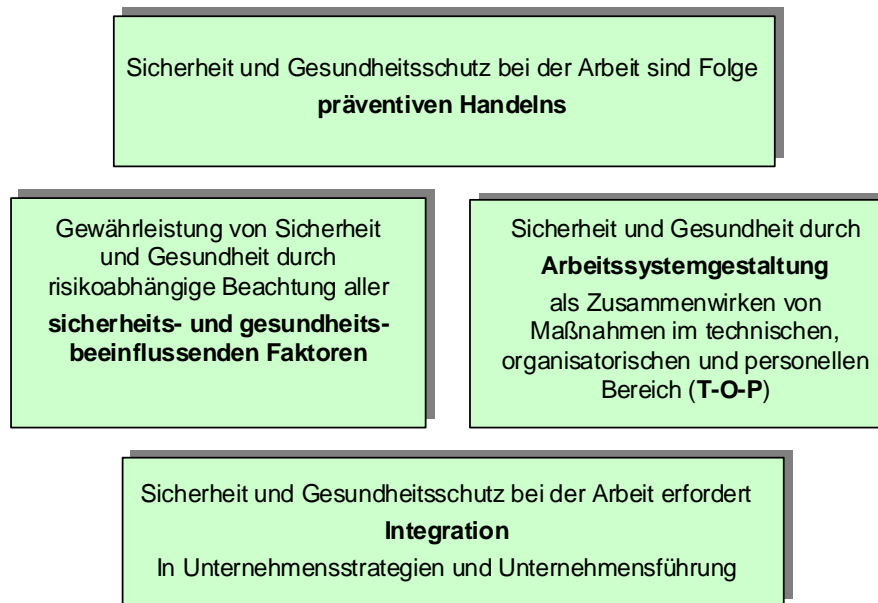 Sicherheit und Gesundheitsschutz bei der Arbeit sind Folge
präventiven Handelns
Gewährleistung von Sicherheit
und Gesundheit durch
risikoabhängige Beachtung aller
sicherheits- und gesundheits-
beeinflussenden Faktoren
Sicherheit und Gesundheit durch
Arbeitssystemgestaltung
als Zusammenwirken von
Maßnahmen im technischen,
organisatorischen und personellen
Bereich (T-O-P)
Sicherheit und Gesundheitsschutz bei der Arbeit erfordert
Integration
In Unternehmensstrategien und Unternehmensführung